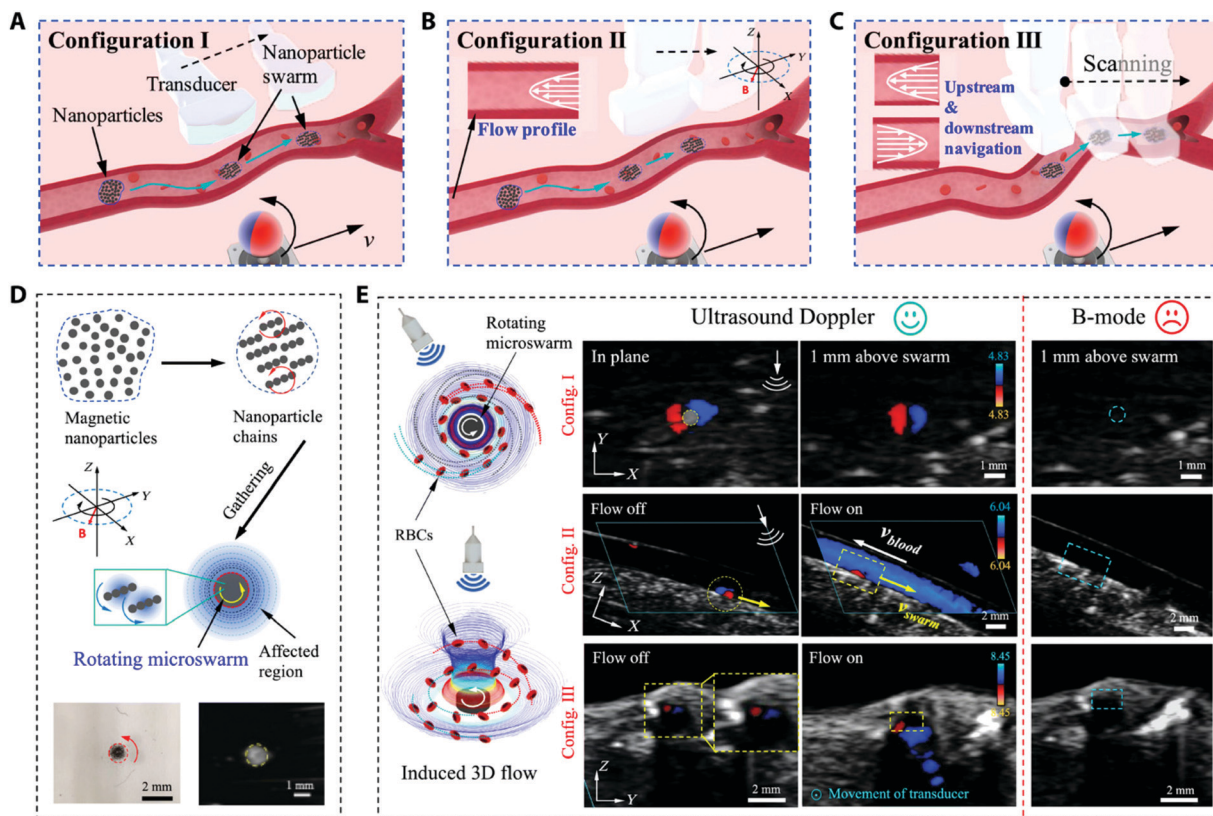 A
Configuration I
Transducer
Nanoparticle
swarm
Nanoparticles
v
B
Configuration II
Flow profile
Z
Y
B
X
C
Configuration III
Scanning
Upstream
&
downstream
navigation
D
Magnetic
nanoparticles
Nanoparticle
chains
Gathering
Z
Y
B
X
Rotating microswarm
Affected
region
2 mm
1 mm
E
Ultrasound Doppler
B-mode
Rotating
microswarm
RBCs
Induced 3D flow
Config. I
In plane
Y
X
1 mm above swarm
4.83
4.83
1 mm
1 mm above swarm
1 mm
Config. II
Flow off
Z
X
Flow on
vblood
vswarm
6.04
6.04
2 mm
2 mm
Config. III
Flow off
Z
Y
Flow on
8.45
8.45
Movement of transducer
2 mm
2 mm